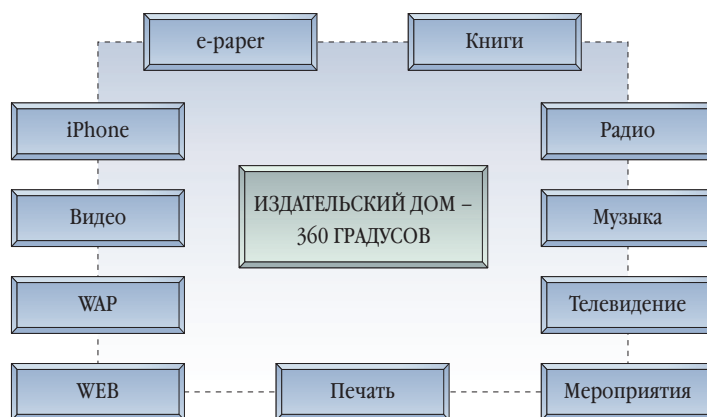 e-paper
Книги
iPhone
Радио
ИЗДАТЕЛЬСКИЙ ДОМ –
360 ГРАДУСОВ
Видео
Музыка
WAP
Телевидение
WEB
Печать
Мероприятия